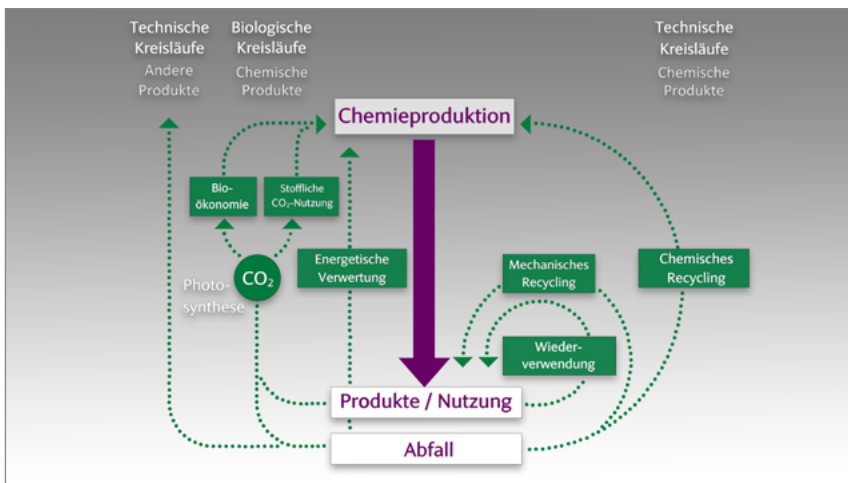 Technische
Kreisläufe
Andere
Produkte
Biologische
Kreisläufe
Chemische
Produkte
Technische
Kreisläufe
Chemische
Produkte
Chemieproduktion
Bio-
ökonomie
Stoffliche
CO₂-Nutzung
Energetische
Verwertung
Mechanisches
Recycling
Chemisches
Recycling
CO₂
Photo-
synthese
Wieder-
verwendung
Produkte / Nutzung
Abfall